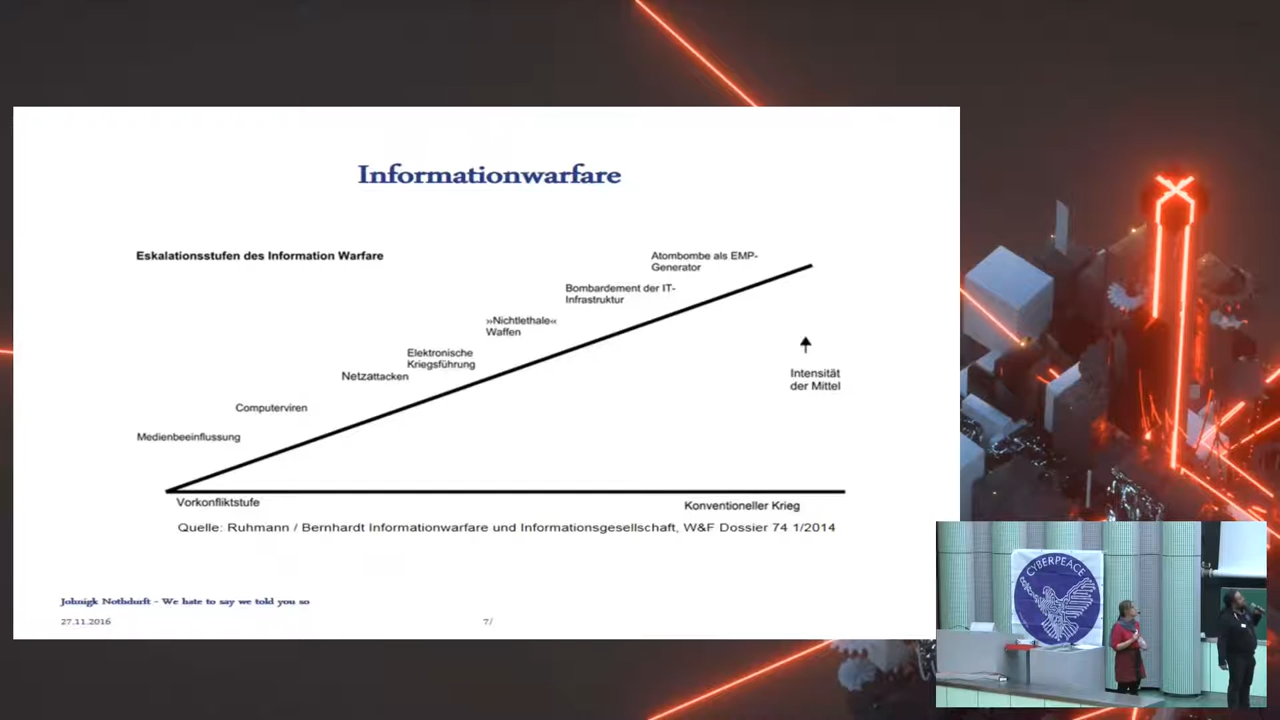 Informationwarfare
Eskalationsstufen des Information Warfare
Atombombe als EMP-
Generator
Bombardement der IT-
Infrastruktur
»Nichtlethale«
Waffen
Elektronische
Kriegsführung
Netzattacken
Computerviren
Medienbeeinflussung
Intensität
der Mittel
Vorkonfliktstufe
Konventioneller Krieg
Quelle: Ruhmann / Bernhardt Informationwarfare und Informationsgesellschaft, W&F Dossier 74 1/2014
Johnigk Nothdurft - We hate to say we told you so
27.11.2016
7/
CYBERPEACE